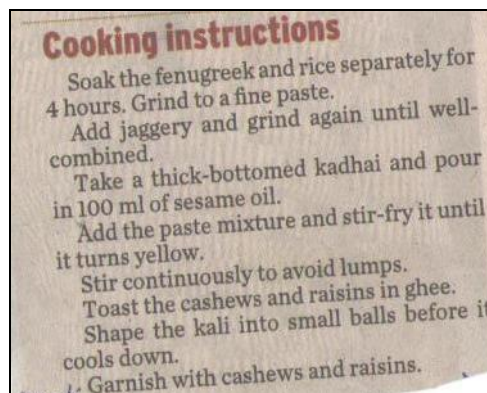 Cooking instructions
Soak the fenugreek and rice separately for
4 hours. Grind to a fine paste.
Add jaggery and grind again until well-
combined.
Take a thick-bottomed kadhai and pour
in 100 ml of sesame oil.
Add the paste mixture and stir-fry it until
it turns yellow.
Stir continuously to avoid lumps.
Toast the cashews and raisins in ghee.
Shape the kali into small balls before it
cools down.
Garnish with cashews and raisins.